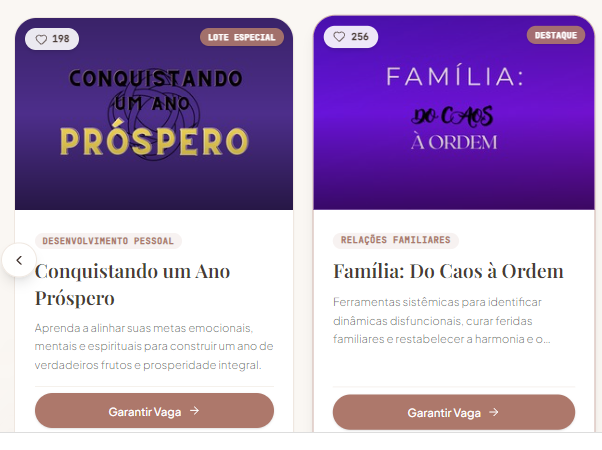 198
LOTE ESPECIAL
CONQUISTANDO
UM ANO
PRÓSPERO
DESENVOLVIMENTO PESSOAL
Conquistando um Ano
Próspero
Aprenda a alinhar suas metas emocionais,
mentais e espirituais para construir um ano de
verdadeiros frutos e prosperidade integral.
Garantir Vaga →
256
DESTAQUE
FAMÍLIA:
DO CAOS
À ORDEM
RELAÇÕES FAMILIARES
Família: Do Caos à Ordem
Ferramentas sistêmicas para identificar
dinâmicas disfuncionais, curar feridas
familiares e restabelecer a harmonia e o...
Garantir Vaga →